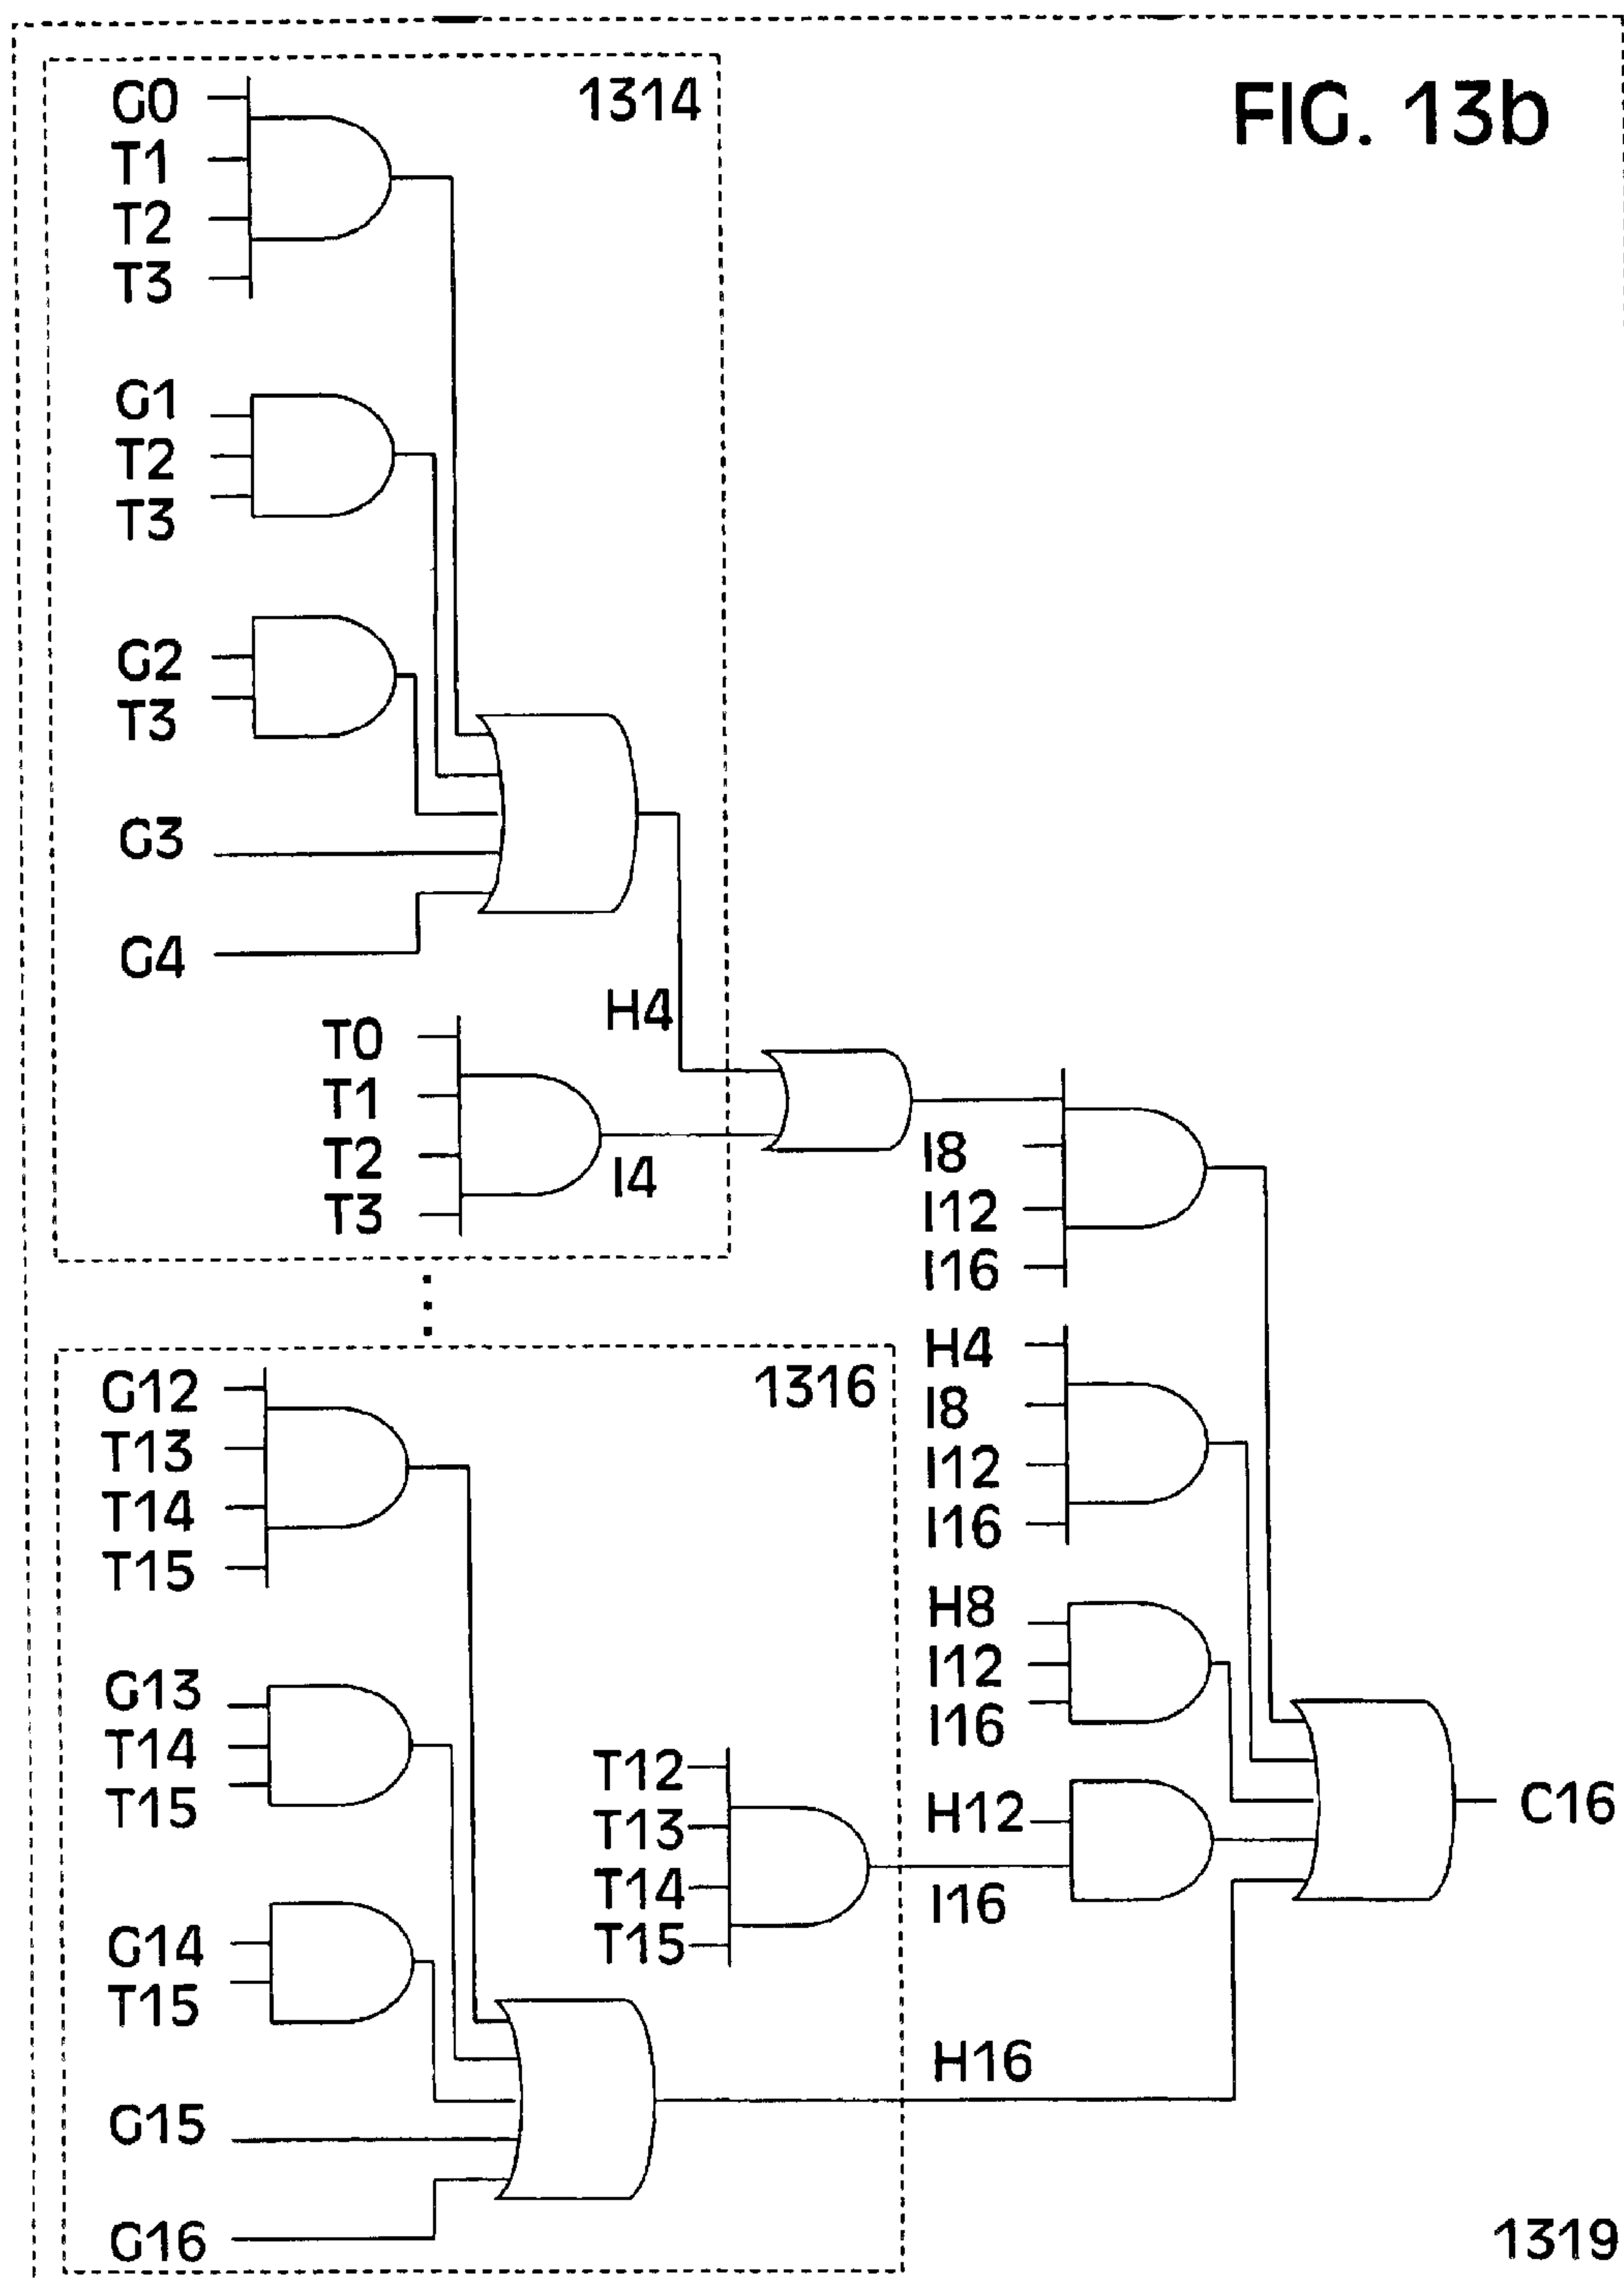 FIG. 13b
1314
G0
T1
T2
T3
G1
T2
T3
G2
T3
G3
G4
H4
T0
T1
T2
T3
I4
I8
I12
I16
H4
I8
I12
I16
H8
I12
I16
H12
I16
C16
1316
G12
T13
T14
T15
G13
T14
T15
G14
T15
G15
G16
T12
T13
T14
T15
H16
1319